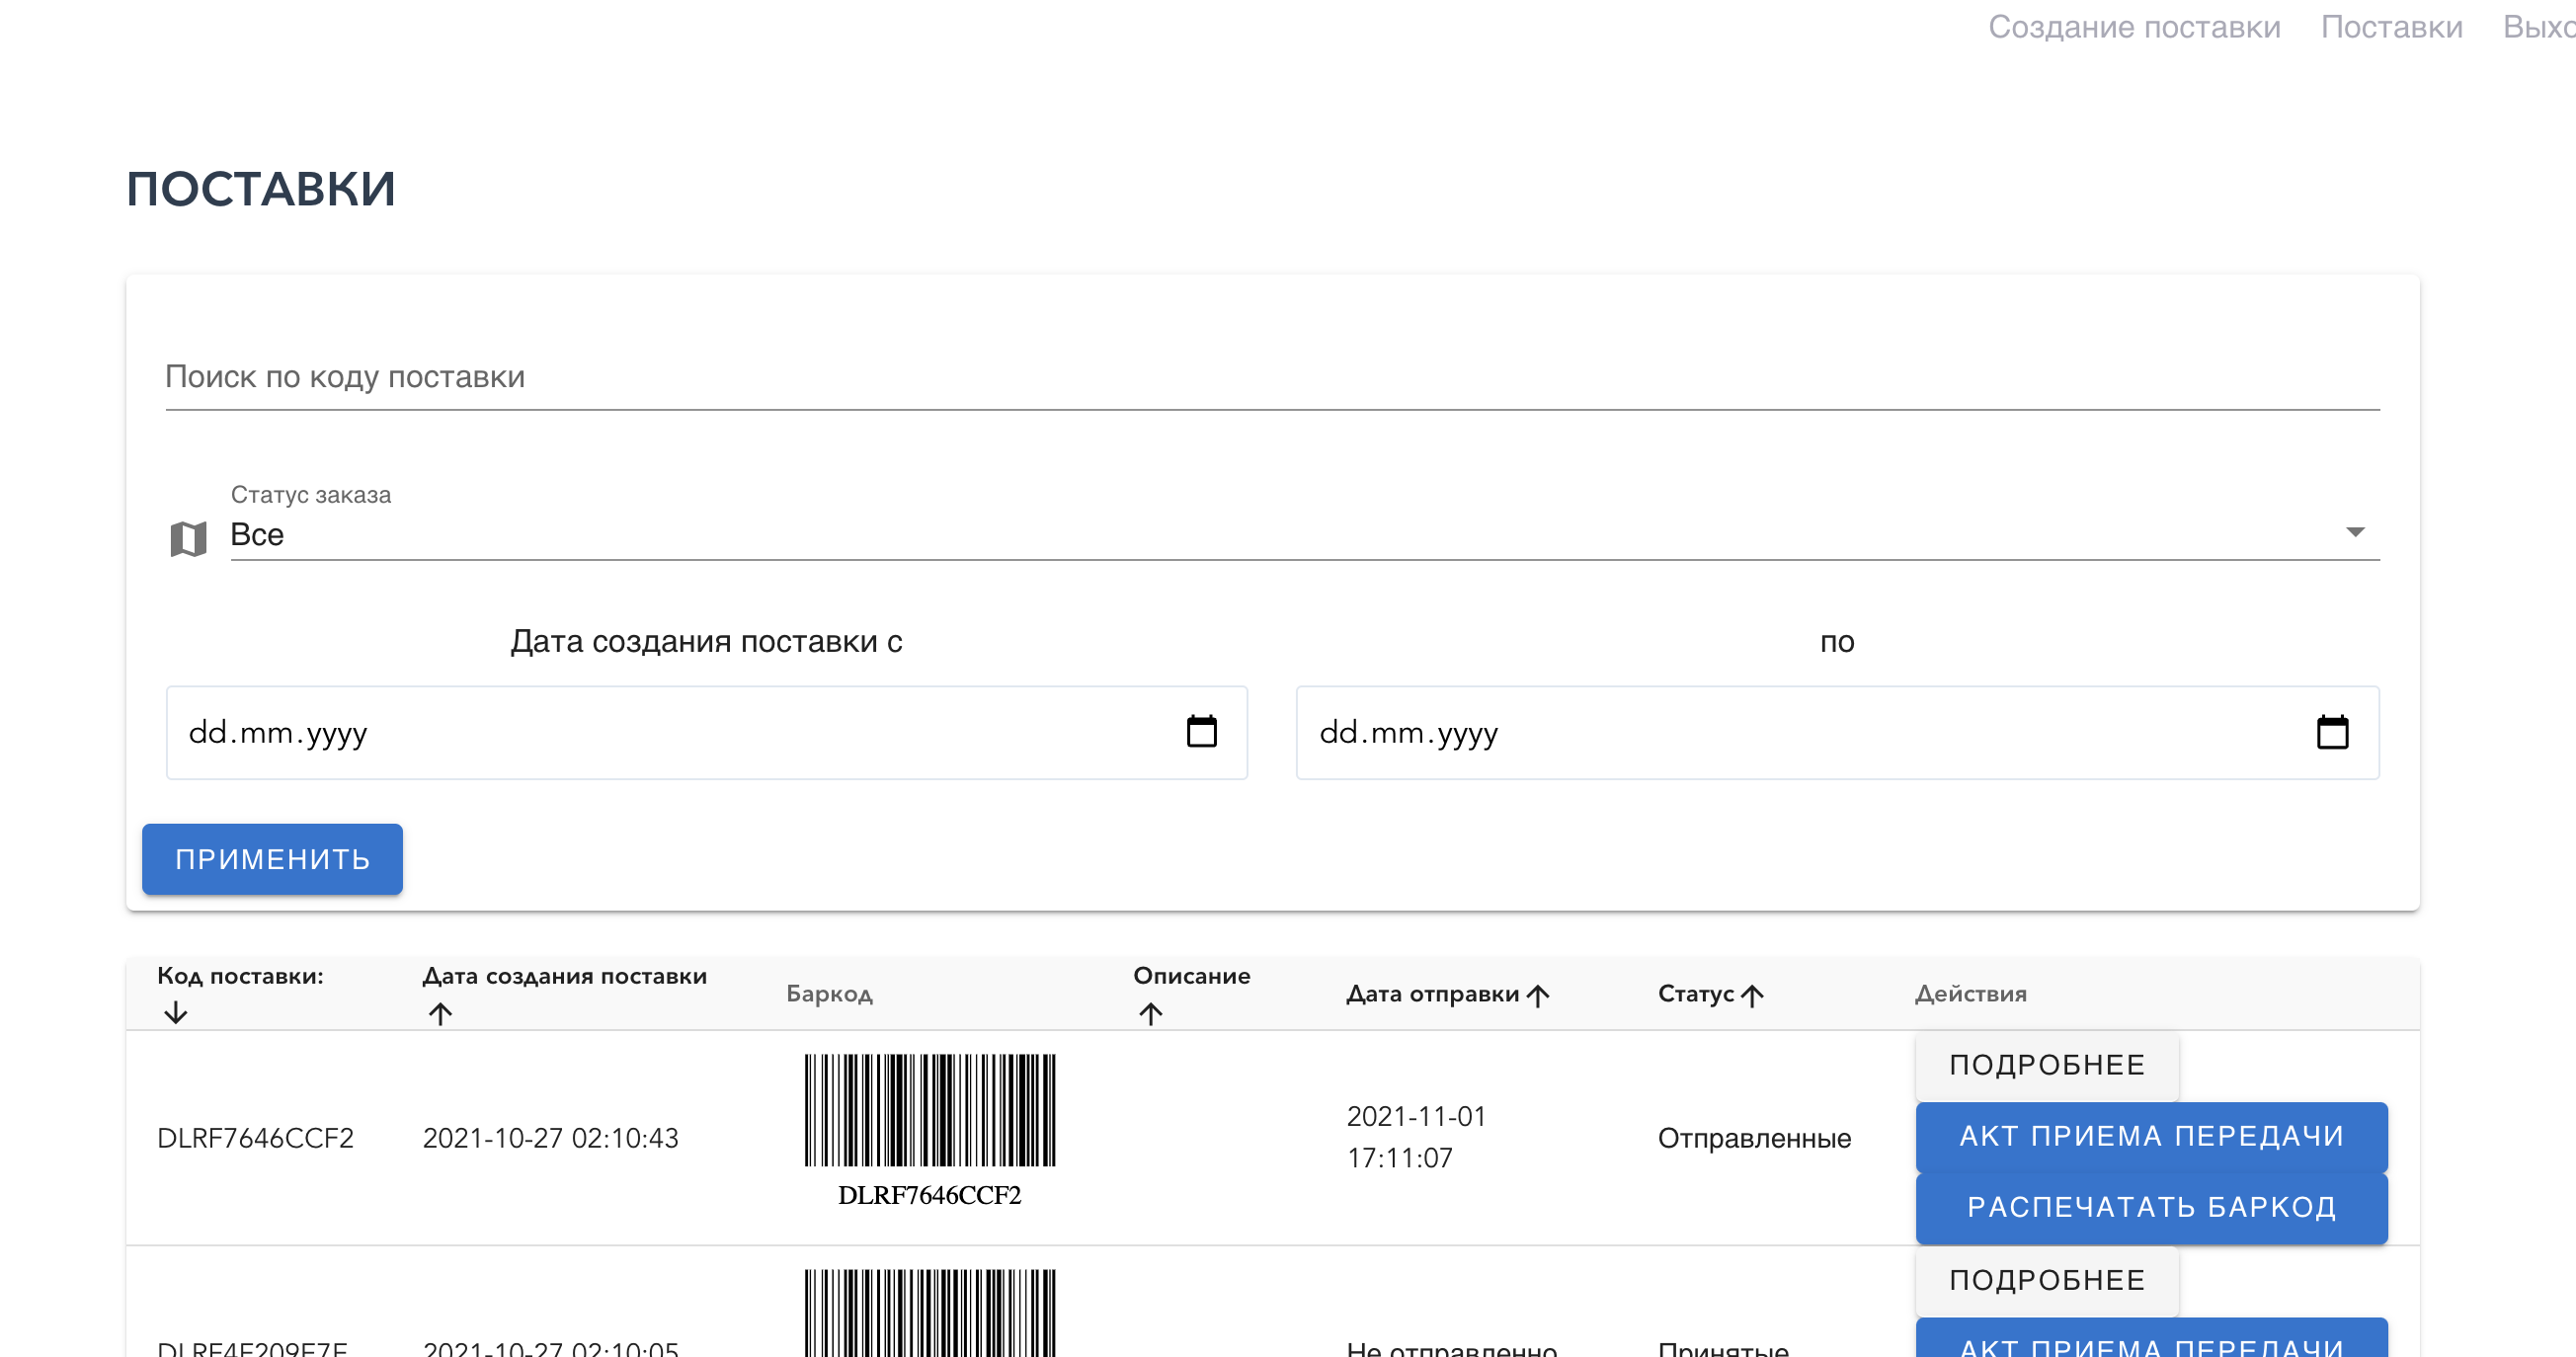 Создание поставки Поставки
ПОСТАВКИ
Поиск по коду поставки
Статус заказа
Все
Дата создания поставки с
по
dd.mm.yyyy
dd.mm.yyyy
ПРИМЕНИТЬ
Код поставки: Дата создания поставки Баркод Описание Дата отправки Статус Действия
DLRF7646CCF2
2021-10-27 02:10:43
DLRF7646CCF2
2021-11-01
17:11:07
Отправленные
ПОДРОБНЕЕ
АКТ ПРИЕМА ПЕРЕДАЧИ
РАСПЕЧАТАТЬ БАРКОД
2021-10-27 02:10:05
Не отправленно
Принятые
ПОДРОБНЕЕ
АКТ ПРИЕМА ПЕРЕДАЧИ